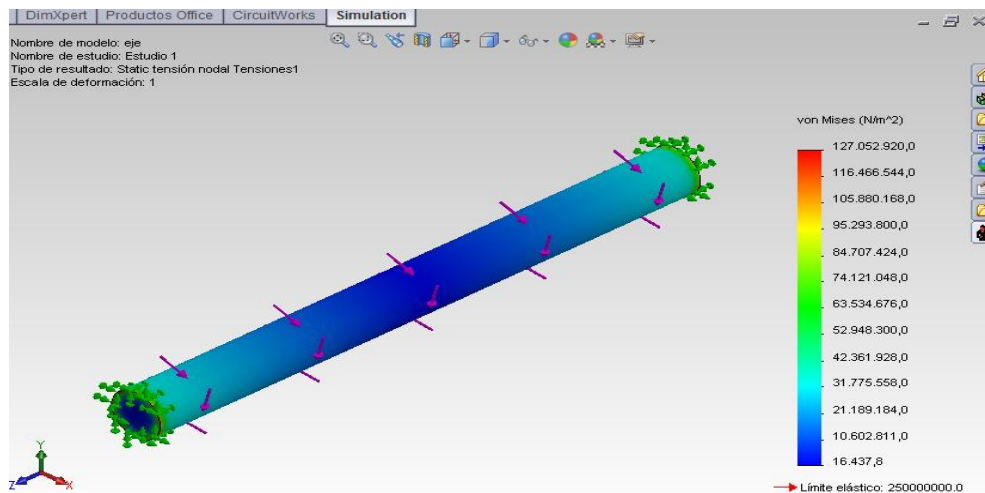 DimXpert Productos Office CircuitWorks Simulation
Nombre de modelo: eje
Nombre de estudio: Estudio 1
Tipo de resultado: Static tensión nodal Tensiones1
Escala de deformación: 1
von Mises (N/m^2)
127.052.920,0
116.466.544,0
105.880.168,0
95.293.800,0
84.707.424,0
74.121.048,0
63.534.676,0
52.948.300,0
42.361.928,0
31.775.558,0
21.189.184,0
10.602.811,0
16.437,8
Límite elástico: 250000000.0
Y
Z
X